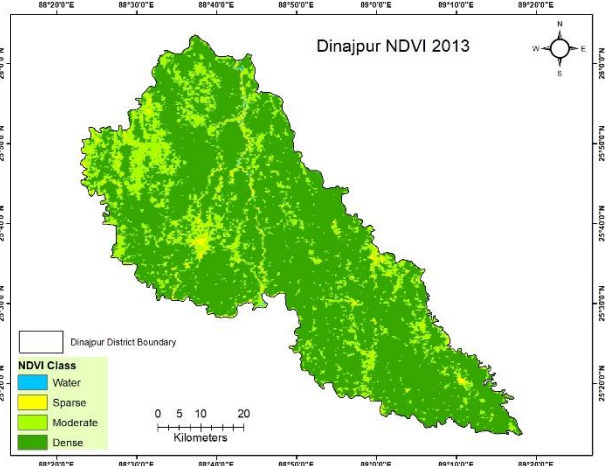 88°20'0"E 88°30'0"E 88°40'0"E 88°50'0"E 89°0'0"E 89°10'0"E 89°20'0"E
Dinajpur NDVI 2013
N
W E
S
26°0'0"N 26°0'0"N
25°50'0"N 25°50'0"N
25°40'0"N 25°40'0"N
25°30'0"N 25°30'0"N
25°20'0"N 25°20'0"N
Dinajpur District Boundary
NDVI Class
Water
Sparse
Moderate
Dense
0 5 10 20
Kilometers
88°20'0"E 88°30'0"E 88°40'0"E 88°50'0"E 89°0'0"E 89°10'0"E 89°20'0"E